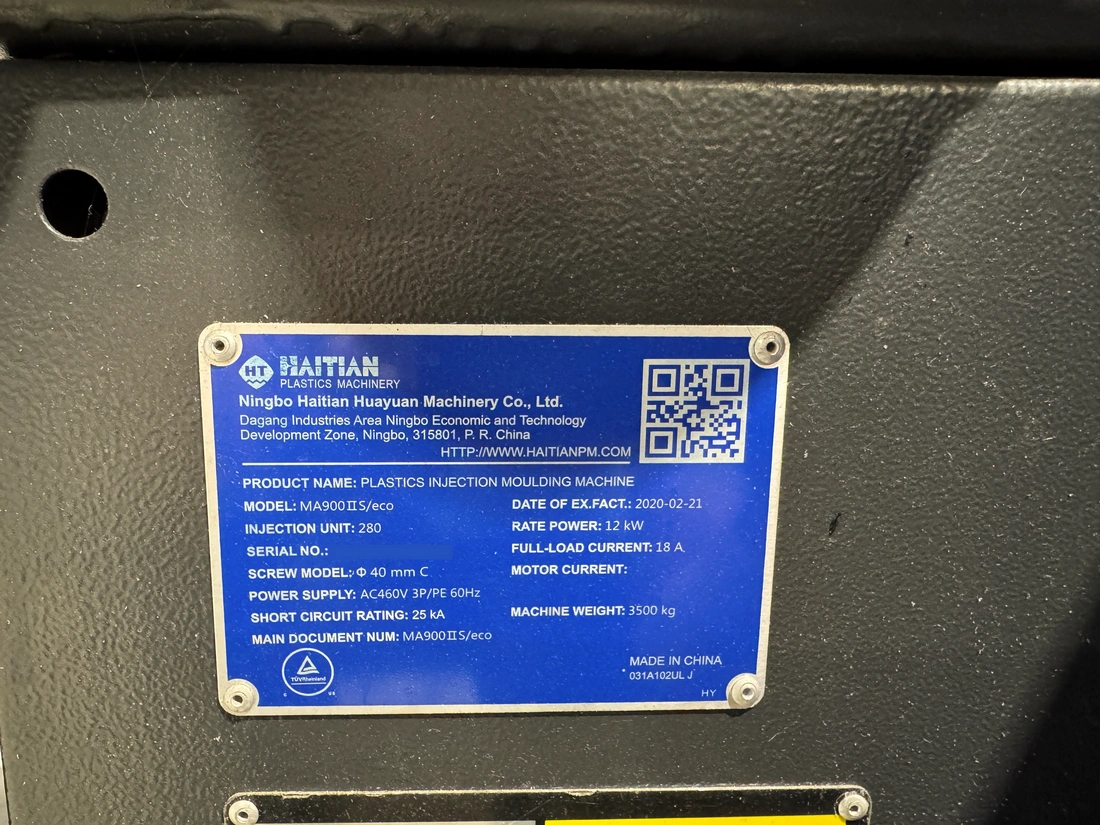 HT HAITIAN
PLASTICS MACHINERY
Ningbo Haitian Huayuan Machinery Co., Ltd.
Dagang Industries Area Ningbo Economic and Technology
Development Zone, Ningbo, 315801, P. R. China
HTTP://WWW.HAITIANPM.COM
PRODUCT NAME: PLASTICS INJECTION MOULDING MACHINE
MODEL: MA900ⅡS/eco
DATE OF EX.FACT.: 2020-02-21
INJECTION UNIT: 280
RATE POWER: 12 kW
SERIAL NO.:
FULL-LOAD CURRENT: 18 A
SCREW MODEL: Φ 40 mm C
MOTOR CURRENT:
POWER SUPPLY: AC460V 3P/PE 60Hz
SHORT CIRCUIT RATING: 25 kA
MACHINE WEIGHT: 3500 kg
MAIN DOCUMENT NUM: MA900ⅡS/eco
TÜVRheinland
C US
MADE IN CHINA
031A102UL J
HY